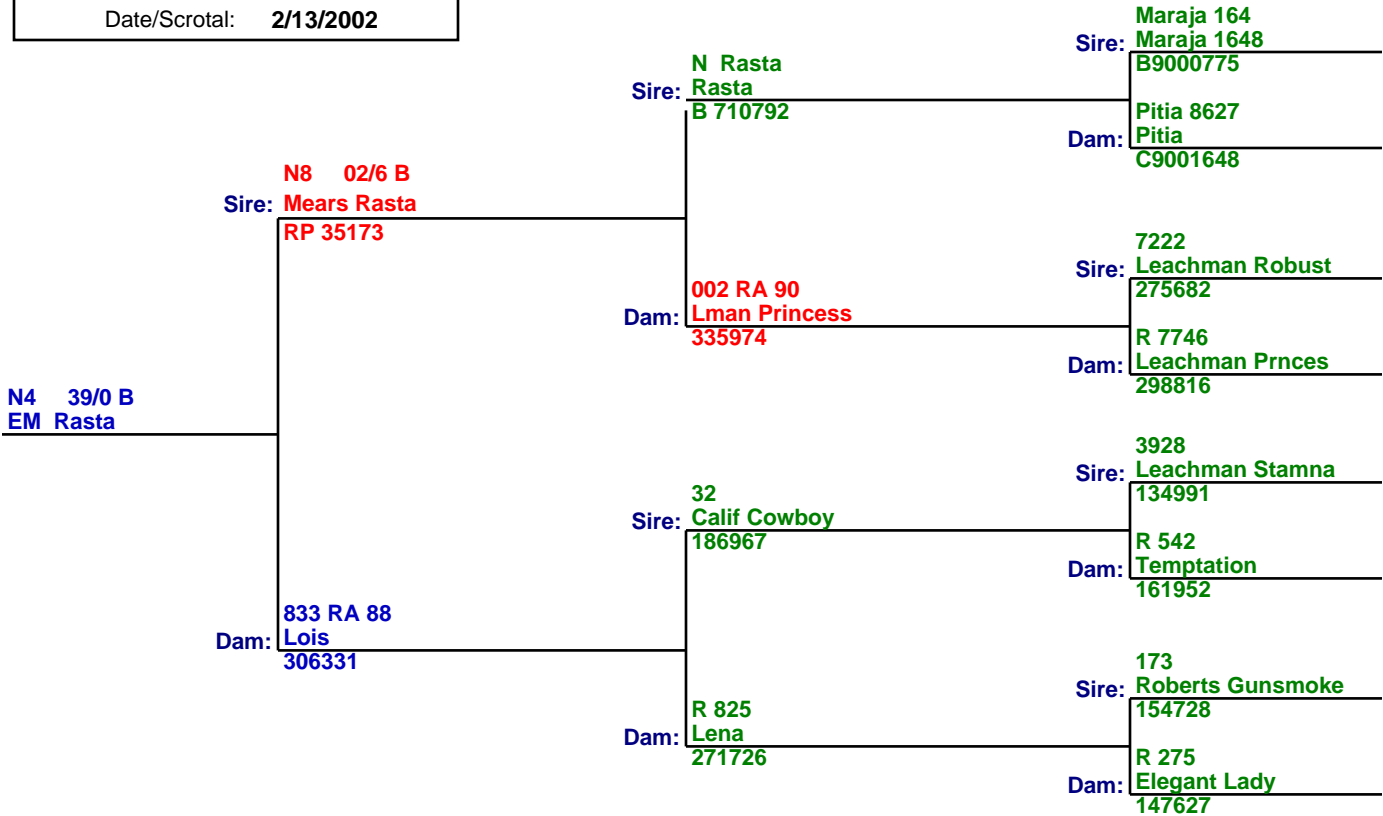 Date/Scrotal: 2/13/2002
N4 39/0 B
EM Rasta
N8 02/6 B
Sire: Mears Rasta
RP 35173
833 RA 88
Dam: Lois
306331
N Rasta
Sire: Rasta
B 710792
002 RA 90
Dam: Lman Princess
335974
32
Sire: Calif Cowboy
186967
R 825
Dam: Lena
271726
Maraja 164
Sire: Maraja 1648
B9000775
Pitia 8627
Dam: Pitia
C9001648
7222
Sire: Leachman Robust
275682
R 7746
Dam: Leachman Prnces
298816
3928
Sire: Leachman Stamna
134991
R 542
Dam: Temptation
161952
173
Sire: Roberts Gunsmoke
154728
R 275
Dam: Elegant Lady
147627